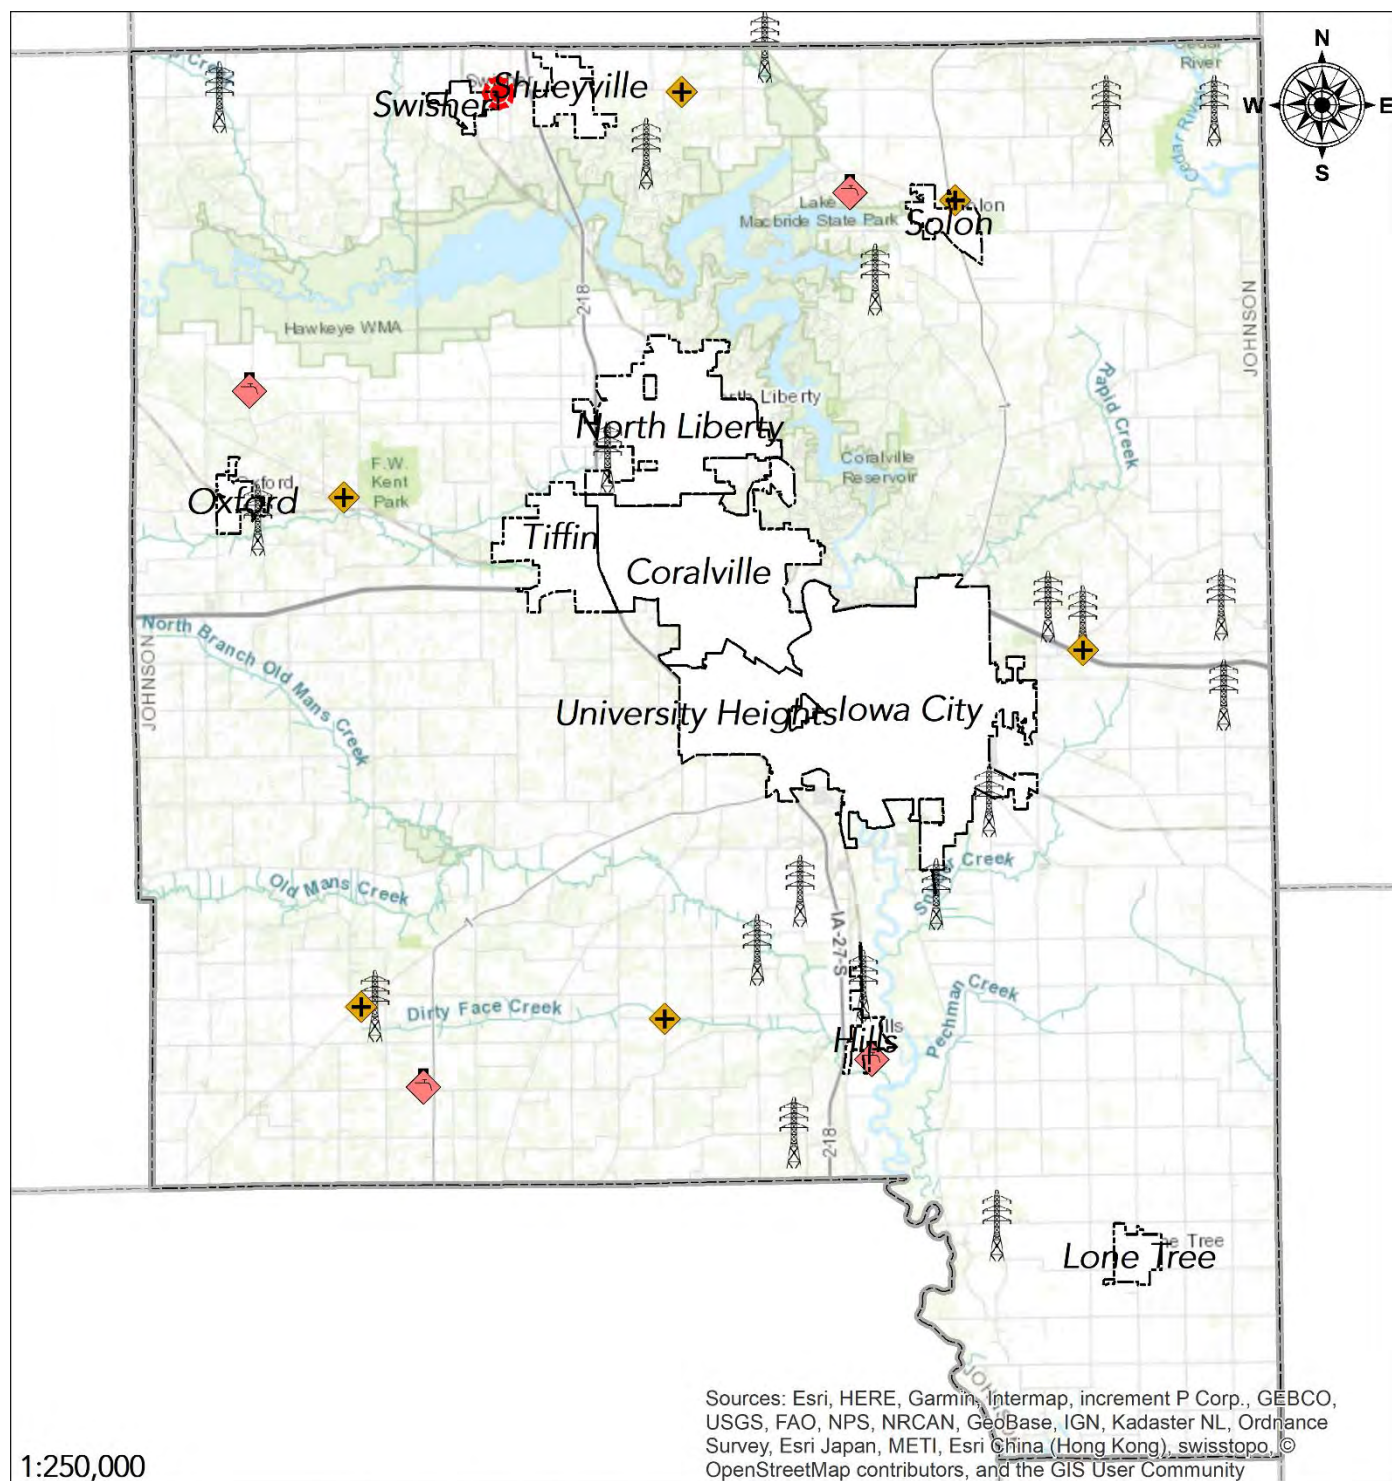 N
W
E
S
Cedar
River
Cedar River
Shueyville
Swisher
Lake
Macbride State Park
Solon
218
Hawkeye WMA
JOHNSON
Rapid Creek
1
North Liberty
Coralville
Reservoir
F.W.
Kent
Park
Oxford
Tiffin
Coralville
North Branch Old Mans Creek
JOHNSON
University Heights
Iowa City
Old Mans Creek
1
IA-27-S
Dirty Face Creek
Pechman Creek
Hills
218
Lone Tree
Sources: Esri, HERE, Garmin, Intermap, increment P Corp., GEBCO,
USGS, FAO, NPS, NRCAN, GeoBase, IGN, Kadaster NL, Ordnance
Survey, Esri Japan, METI, Esri China (Hong Kong), swisstopo, ©
OpenStreetMap contributors, and the GIS User Community
1:250,000